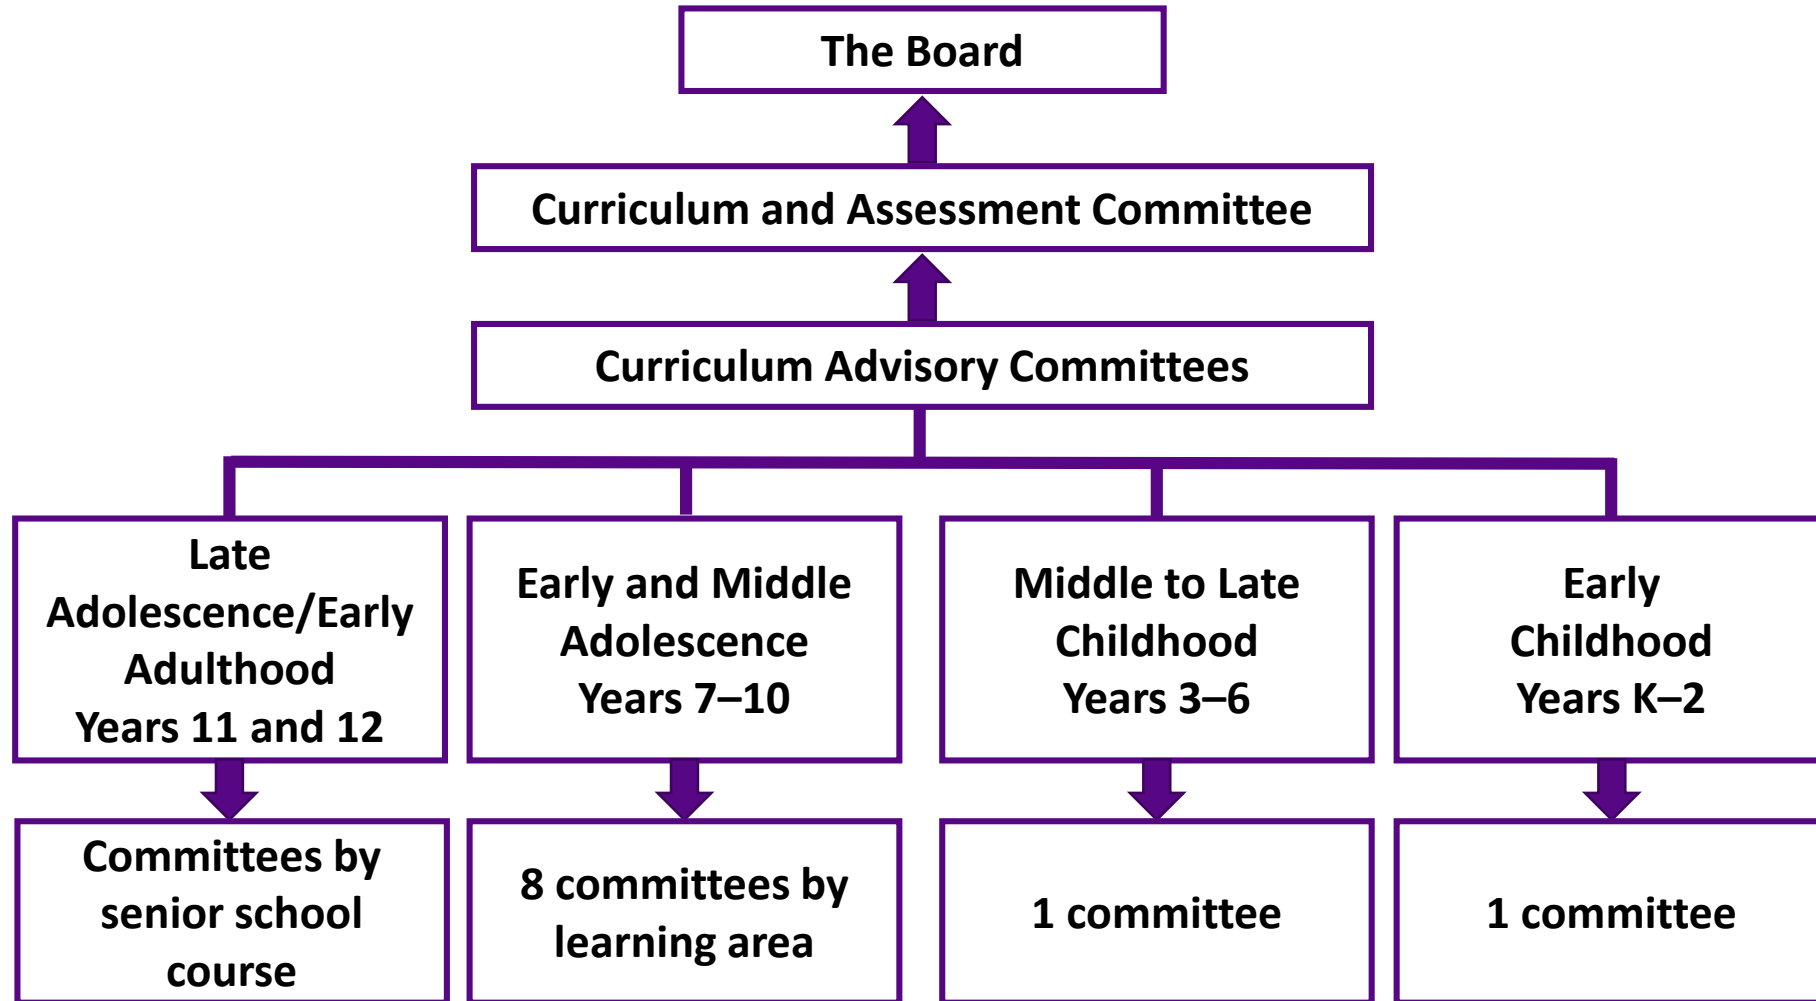 The Board
Curriculum and Assessment Committee
Curriculum Advisory Committees
Late
Adolescence/Early
Adulthood
Years 11 and 12
Early and Middle
Adolescence
Years 7–10
Middle to Late
Childhood
Years 3–6
Early
Childhood
Years K–2
Committees by
senior school
course
8 committees by
learning area
1 committee
1 committee